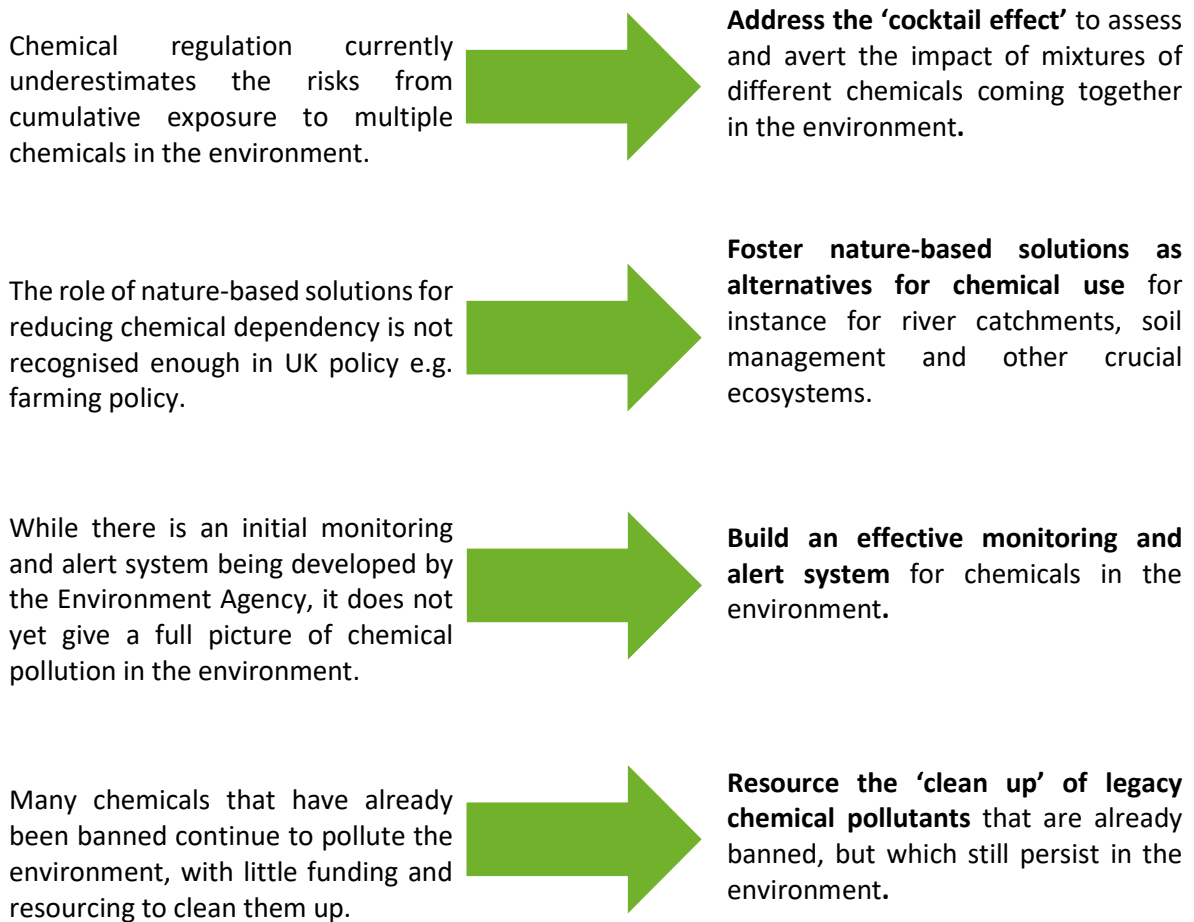 Chemical regulation currently
underestimates the risks from
cumulative exposure to multiple
chemicals in the environment.
Address the ‘cocktail effect’ to assess
and avert the impact of mixtures of
different chemicals coming together
in the environment.
The role of nature-based solutions for
reducing chemical dependency is not
recognised enough in UK policy e.g.
farming policy.
Foster nature-based solutions as
alternatives for chemical use for
instance for river catchments, soil
management and other crucial
ecosystems.
While there is an initial monitoring
and alert system being developed by
the Environment Agency, it does not
yet give a full picture of chemical
pollution in the environment.
Build an effective monitoring and
alert system for chemicals in the
environment.
Many chemicals that have already
been banned continue to pollute the
environment, with little funding and
resourcing to clean them up.
Resource the ‘clean up’ of legacy
chemical pollutants that are already
banned, but which still persist in the
environment.